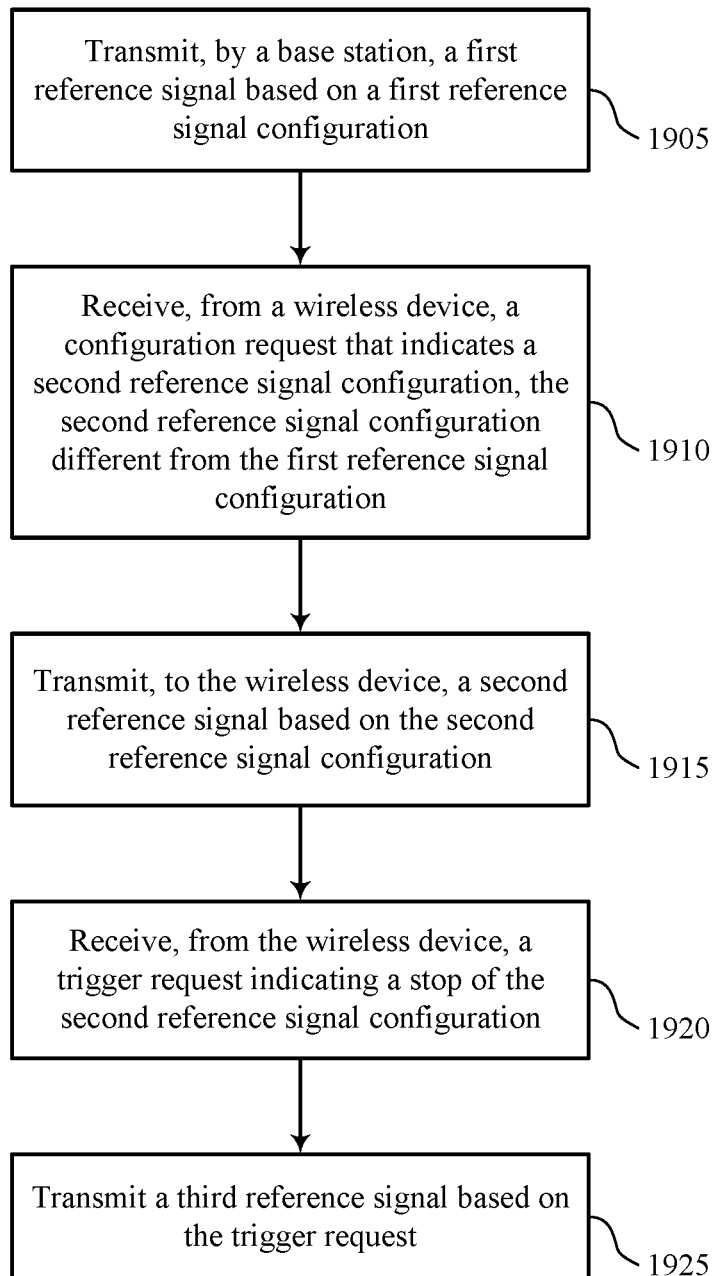 Transmit, by a base station, a first
reference signal based on a first reference
signal configuration
1905
Receive, from a wireless device, a
configuration request that indicates a
second reference signal configuration, the
second reference signal configuration
different from the first reference signal
configuration
1910
Transmit, to the wireless device, a second
reference signal based on the second
reference signal configuration
1915
Receive, from the wireless device, a
trigger request indicating a stop of the
second reference signal configuration
1920
Transmit a third reference signal based on
the trigger request
1925